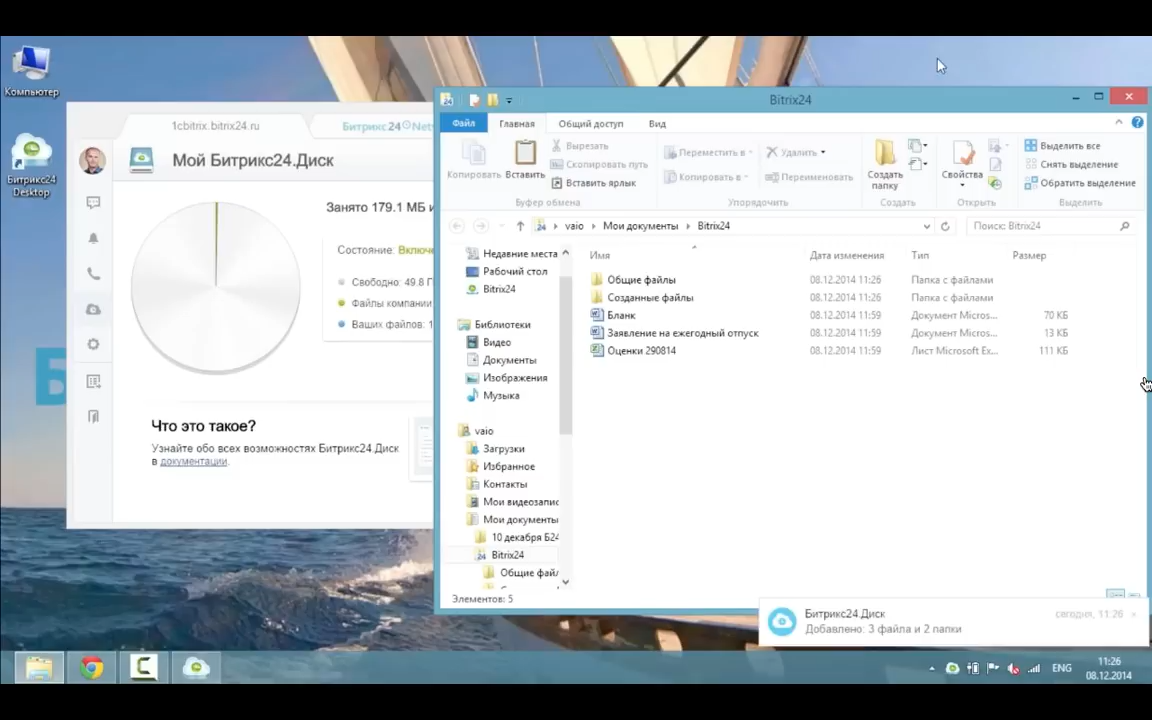 Компьютер
Битрикс24
Desktop
1cbitrix.bitrix24.ru
Битрикс24
Мой Битрикс24.Диск
Занято 179.1 МБ и
Состояние: Включе
Свободно: 49.8 Г
Файлы компании
Ваших файлов: 1
Что это такое?
Узнайте обо всех возможностях Битрикс24.Диск
в документации.
Bitrix24
Файл
Главная
Общий доступ
Вид
Копировать
Вставить
Вырезать
Скопировать путь
Вставить ярлык
Буфер обмена
Переместить в
Копировать в
Удалить
Переименовать
Упорядочить
Создать
папку
Создать
Свойства
Открыть
Выделить все
Снять выделение
Обратить выделение
Выделить
vaio
Мои документы
Bitrix24
Поиск: Bitrix24
Недавние места
Рабочий стол
Bitrix24
Библиотеки
Видео
Документы
Изображения
Музыка
vaio
Загрузки
Избранное
Контакты
Мои видеозапис
Мои документы
10 декабря Б24
Bitrix24
Общие фай
Имя Дата изменения Тип Размер
Общие файлы 08.12.2014 11:26 Папка с файлами
Созданные файлы 08.12.2014 11:26 Папка с файлами
Бланк 08.12.2014 11:59 Документ Micros... 70 КБ
Заявление на ежегодный отпуск 08.12.2014 11:59 Документ Micros... 13 КБ
Оценки 290814 08.12.2014 11:59 Лист Microsoft Ex... 111 КБ
Элементов: 5
Битрикс24.Диск сегодня, 11:26
Добавлено: 3 файла и 2 папки
ENG
11:26
08.12.2014